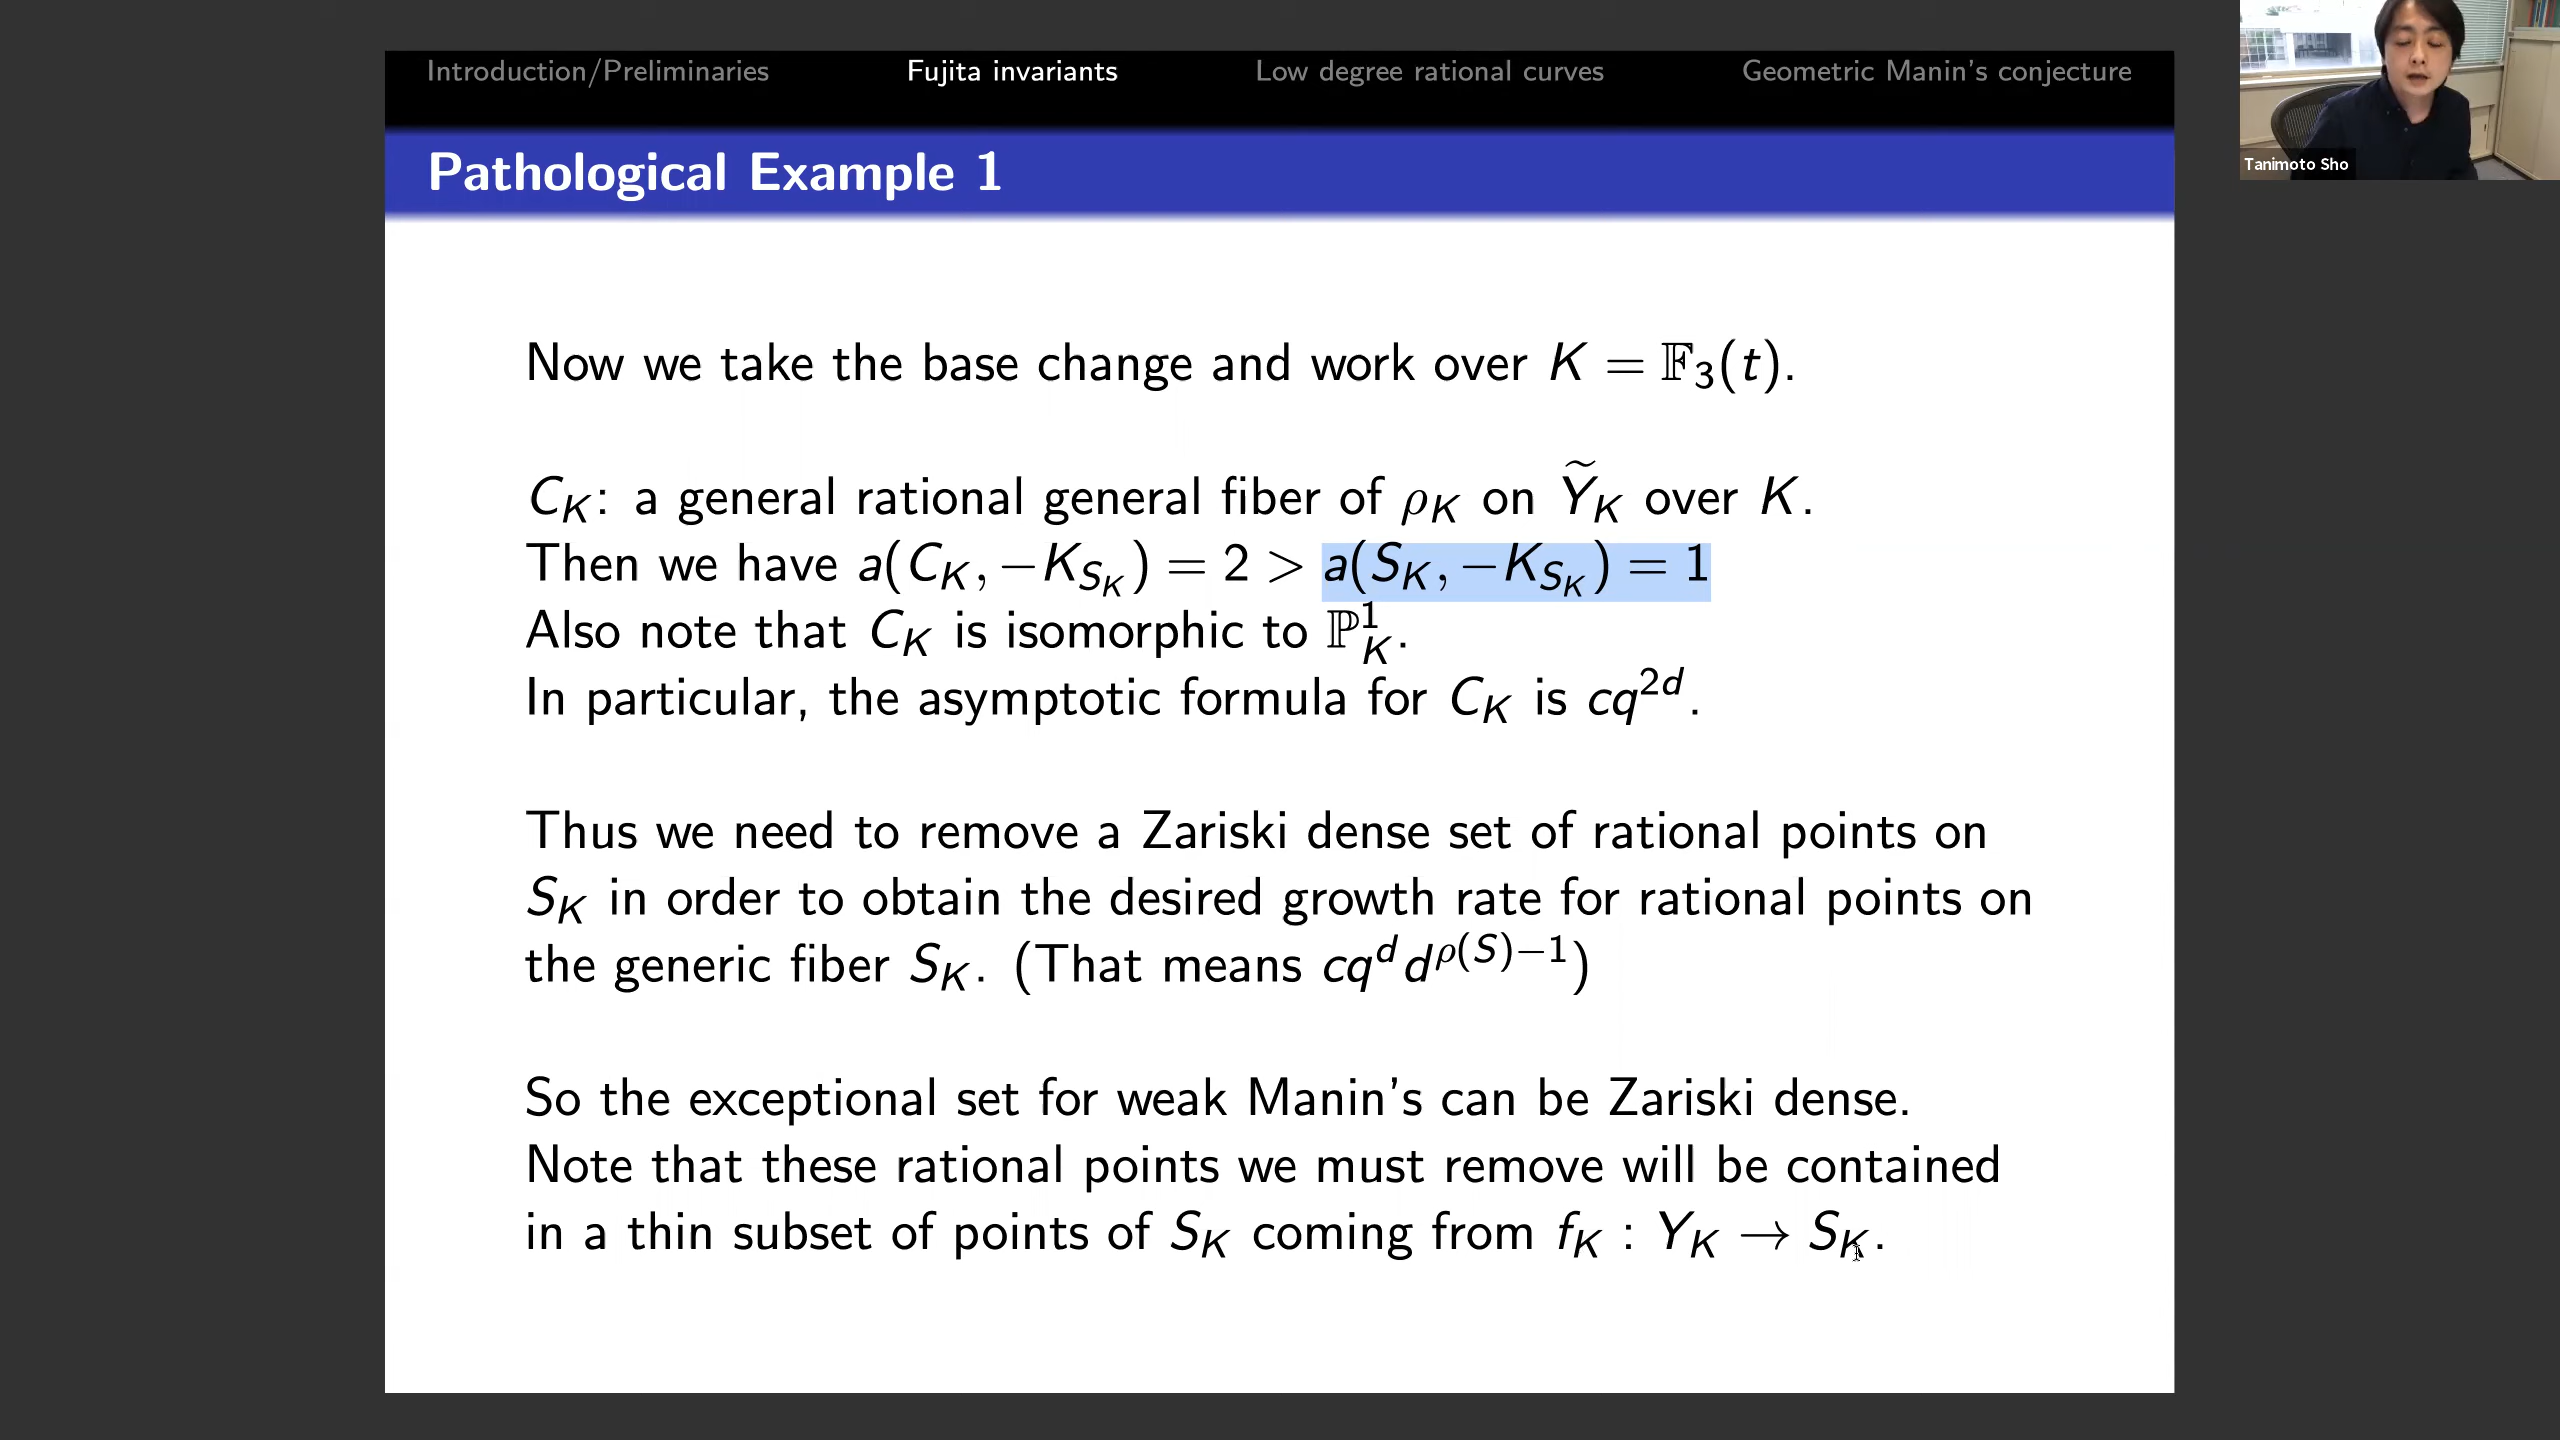 Introduction/Preliminaries Fujita invariants Low degree rational curves Geometric Manin's conjecture
Pathological Example 1
Tanimoto Sho
Now we take the base change and work over K = 𝔽₃(t).
C_K: a general rational general fiber of ρ_K on Ỹ_K over K.
Then we have a(C_K, −K_{S_K}) = 2 > a(S_K, −K_{S_K}) = 1
Also note that C_K is isomorphic to ℙ¹_K.
In particular, the asymptotic formula for C_K is cq^{2d}.
Thus we need to remove a Zariski dense set of rational points on
S_K in order to obtain the desired growth rate for rational points on
the generic fiber S_K. (That means cq^d d^{ρ(S)−1})
So the exceptional set for weak Manin's can be Zariski dense.
Note that these rational points we must remove will be contained
in a thin subset of points of S_K coming from f_K : Y_K → S_K.